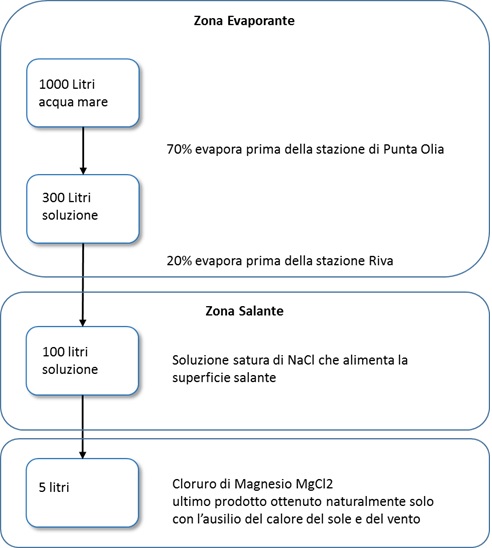 Zona Evaporante
1000 Litri
acqua mare
70% evapora prima della stazione di Punta Olia
300 Litri
soluzione
20% evapora prima della stazione Riva
Zona Salante
100 litri
soluzione
Soluzione satura di NaCl che alimenta la
superficie salante
5 litri
Cloruro di Magnesio MgCl2
ultimo prodotto ottenuto naturalmente solo
con l'ausilio del calore del sole e del vento